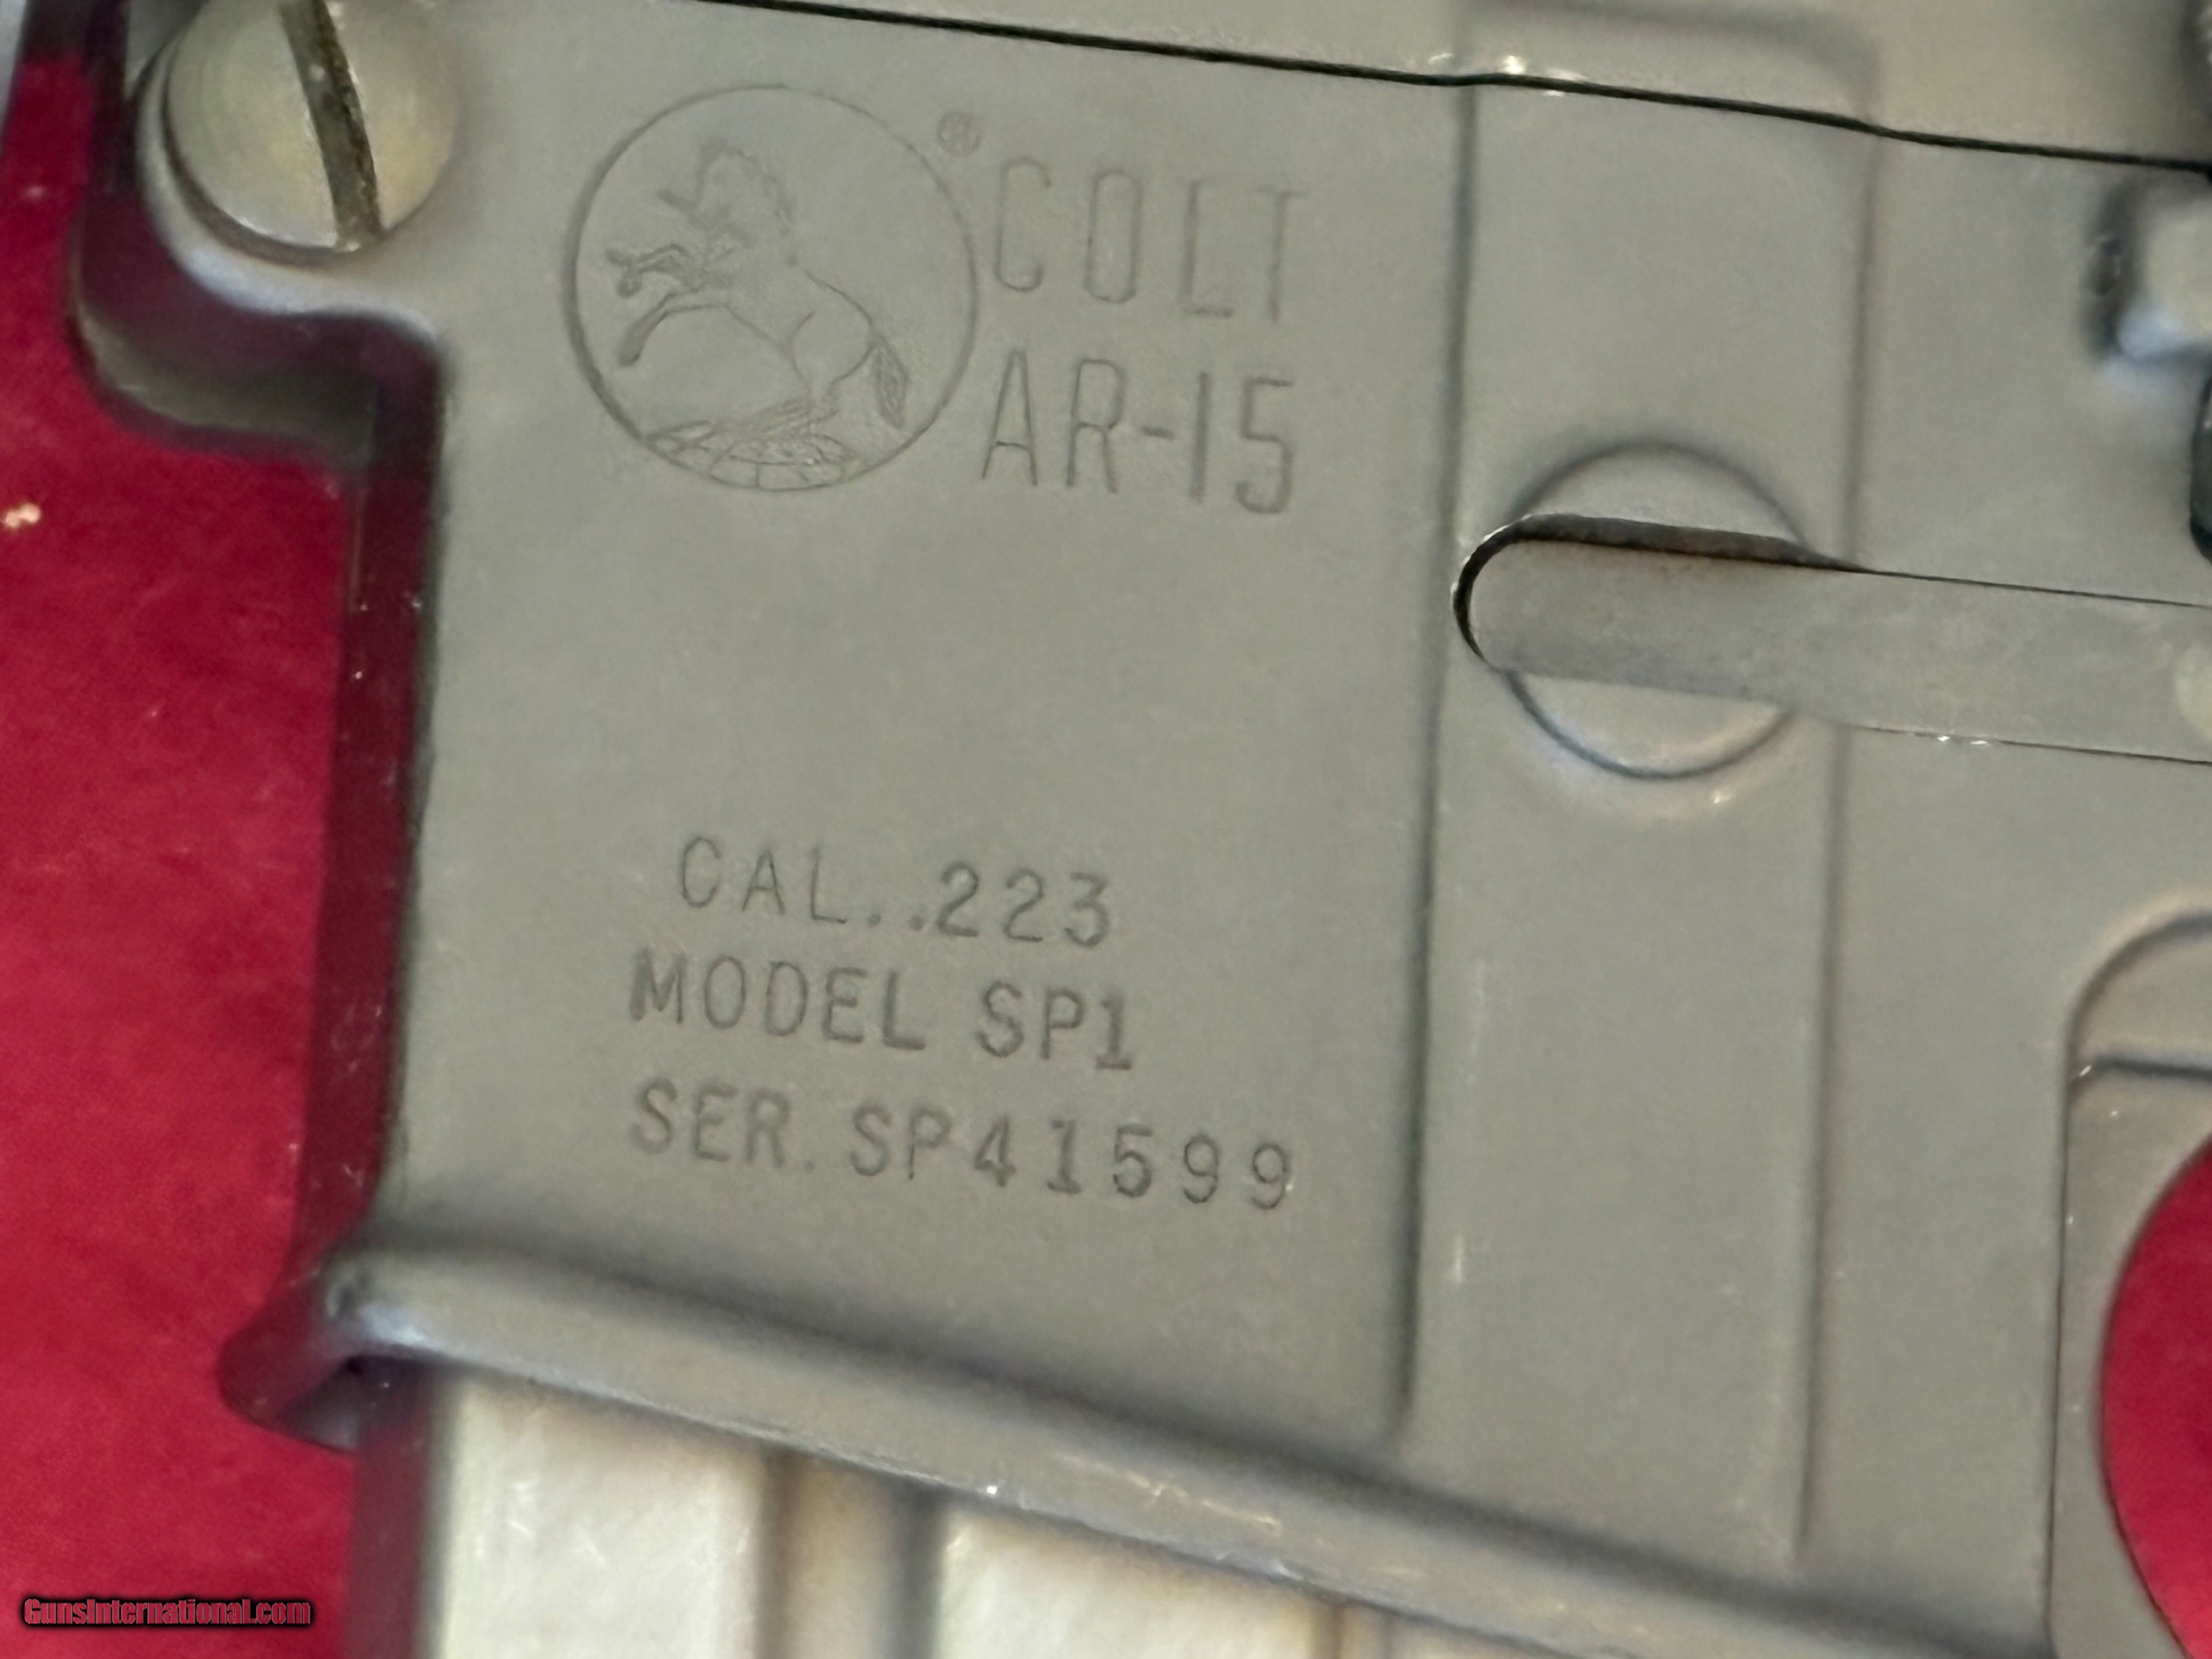 ® COLT
AR-15
CAL..223
MODEL SP1
SER. SP41599
GunsInternational.com